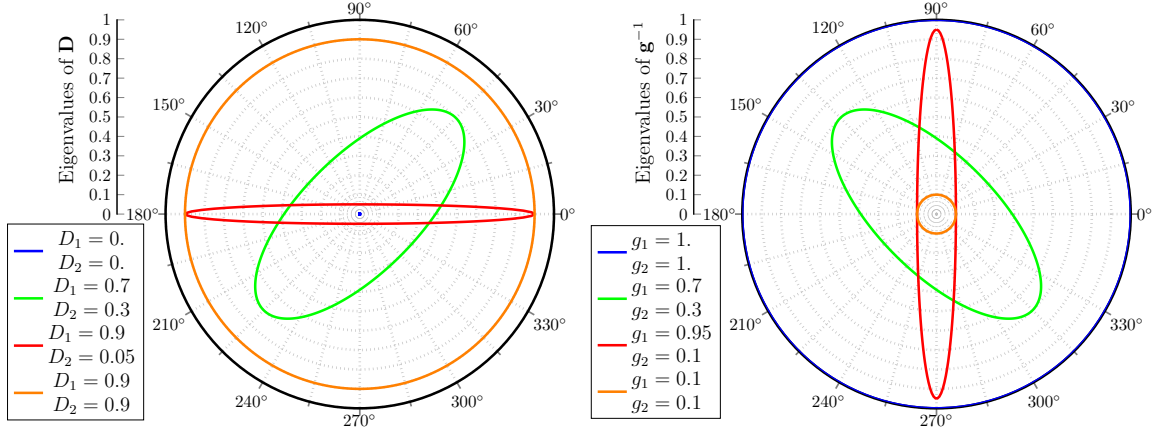 Eigenvalues of D
1
0.9
0.8
0.7
0.6
0.5
0.4
0.3
0.2
0.1
0
90°
120°
60°
150°
30°
180°
0°
210°
330°
240°
300°
270°
D₁ = 0.
D₂ = 0.
D₁ = 0.7
D₂ = 0.3
D₁ = 0.9
D₂ = 0.05
D₁ = 0.9
D₂ = 0.9
Eigenvalues of g⁻¹
1
0.9
0.8
0.7
0.6
0.5
0.4
0.3
0.2
0.1
0
90°
120°
60°
150°
30°
180°
0°
210°
330°
240°
300°
270°
g₁ = 1.
g₂ = 1.
g₁ = 0.7
g₂ = 0.3
g₁ = 0.95
g₂ = 0.1
g₁ = 0.1
g₂ = 0.1